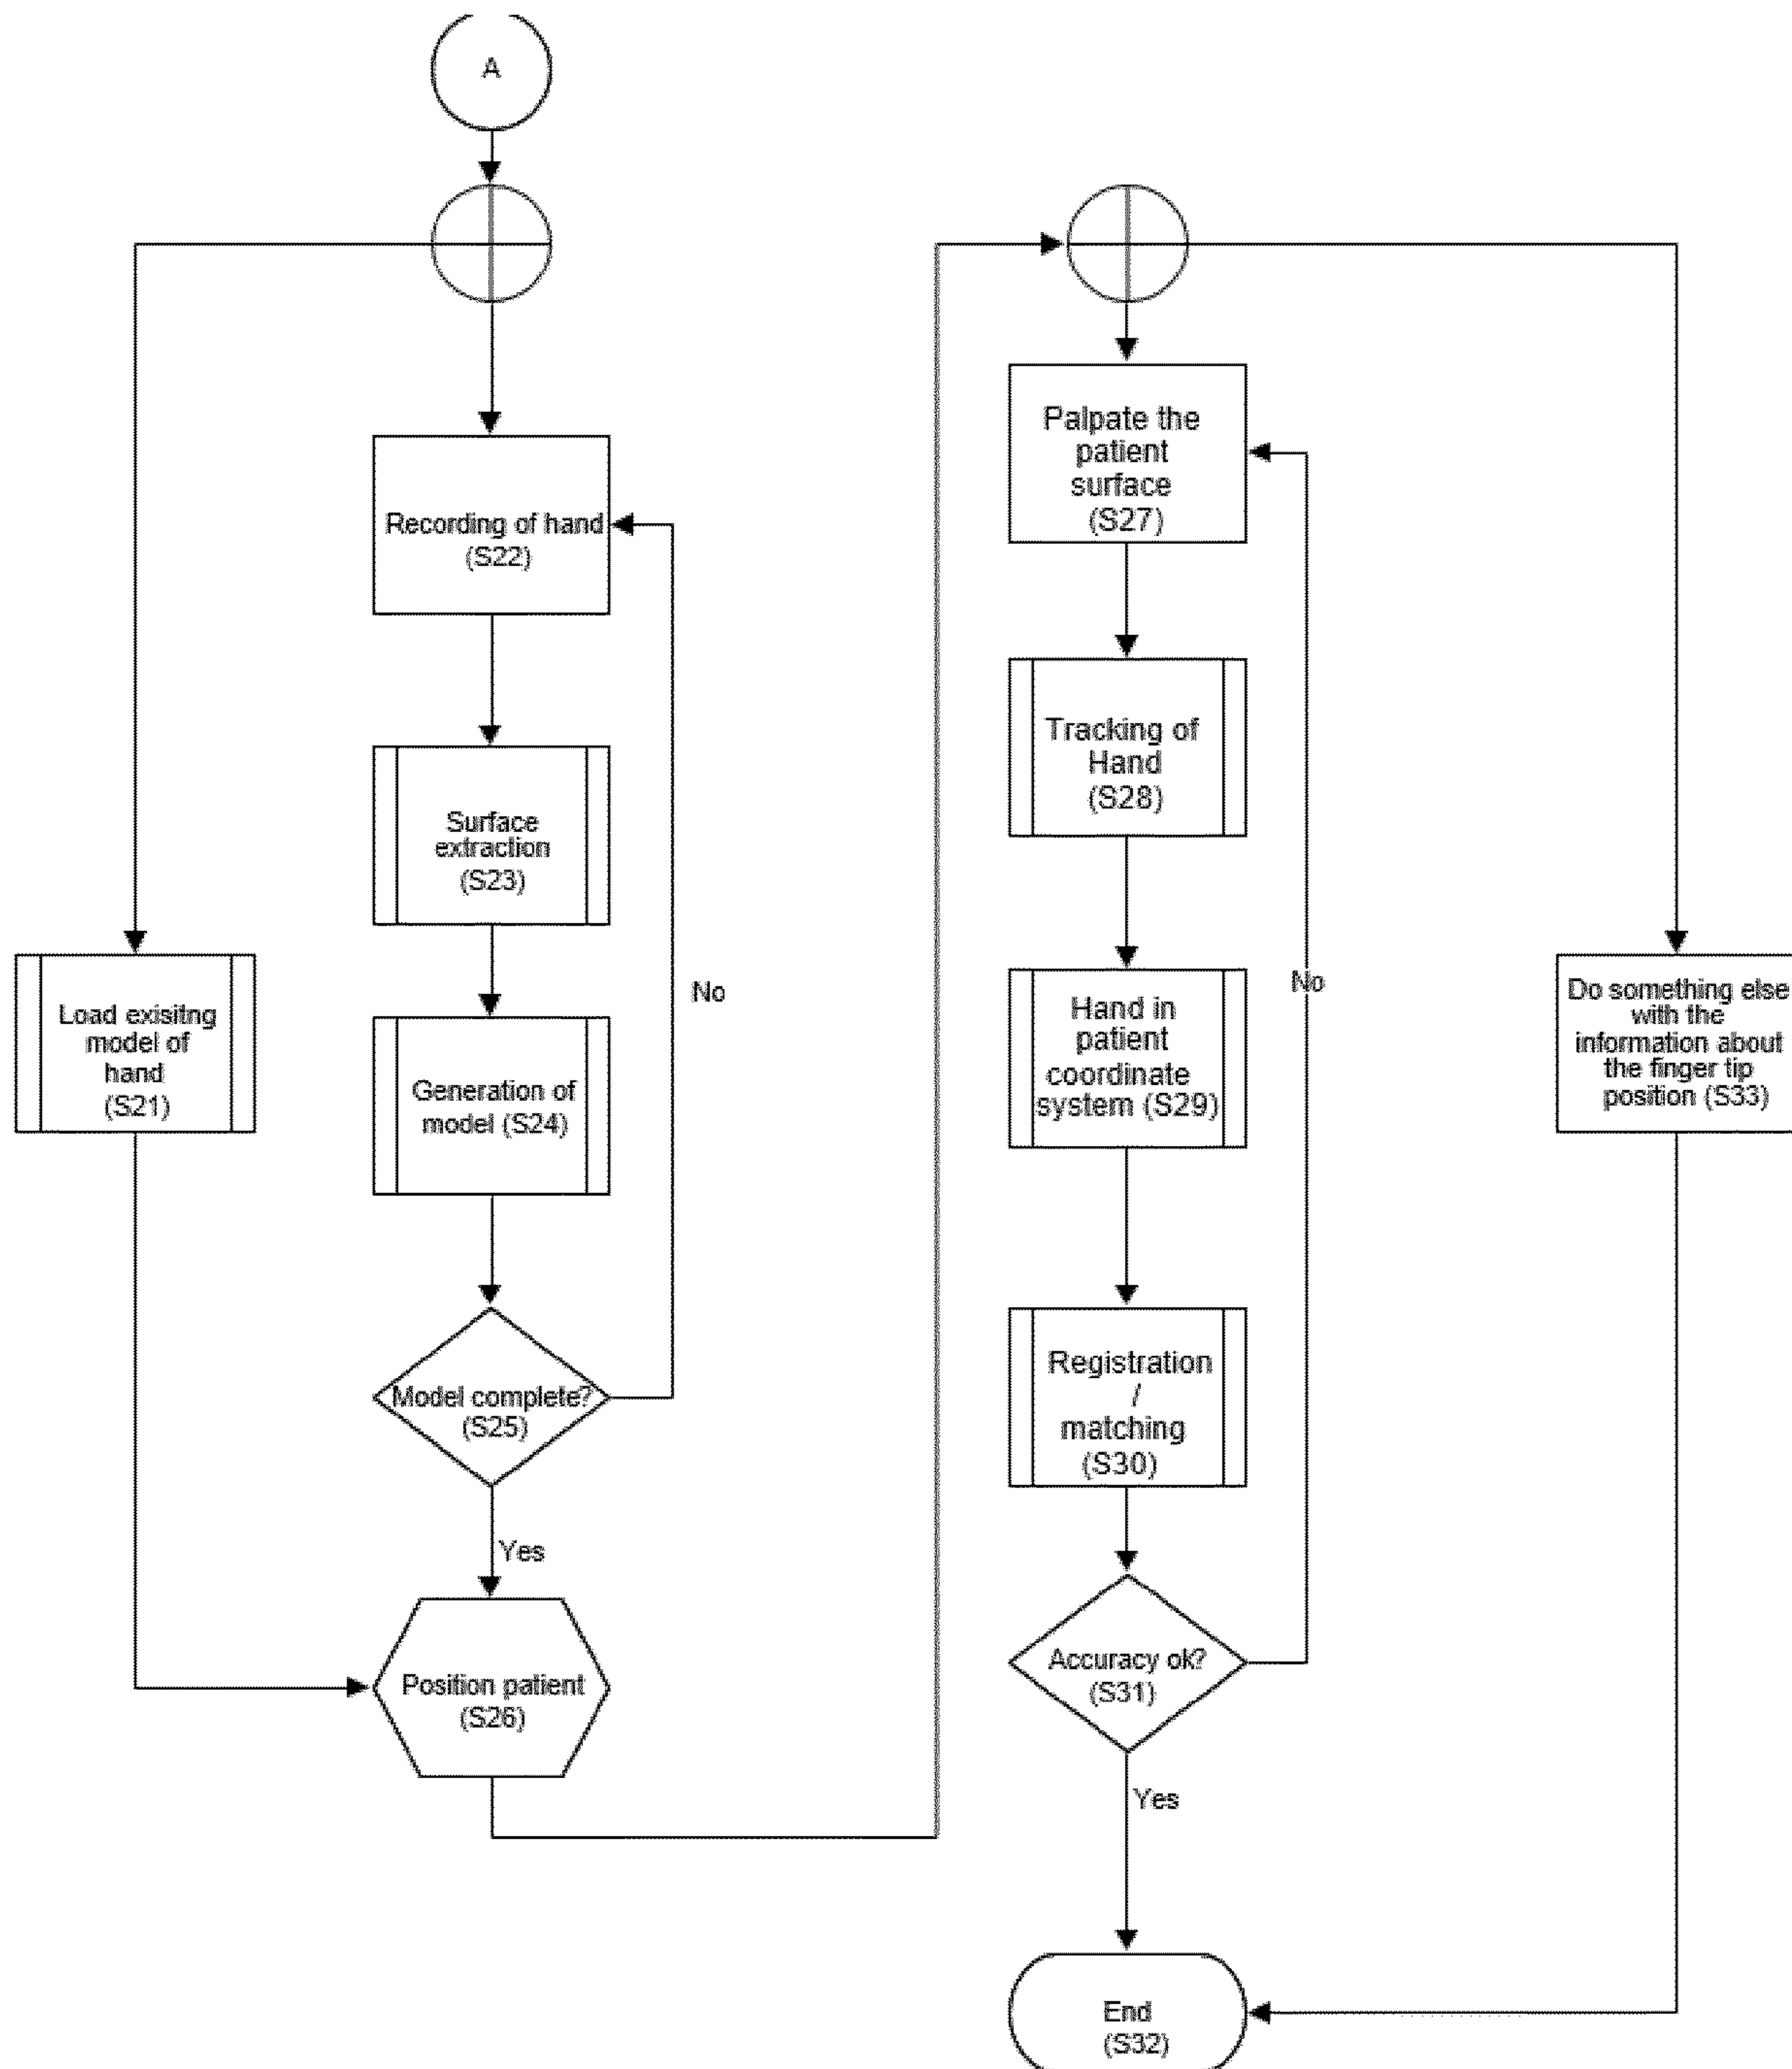 A
Recording of hand
(S22)
Surface
extraction
(S23)
Load exisitng
model of
hand
(S21)
Generation of
model (S24)
No
Model complete?
(S25)
Yes
Position patient
(S26)
Palpate the
patient
surface
(S27)
Tracking of
Hand
(S28)
Hand in
patient
coordinate
system (S29)
No
Registration
/
matching
(S30)
Accuracy ok?
(S31)
Yes
End
(S32)
Do something else
with the
information about
the finger tip
position (S33)